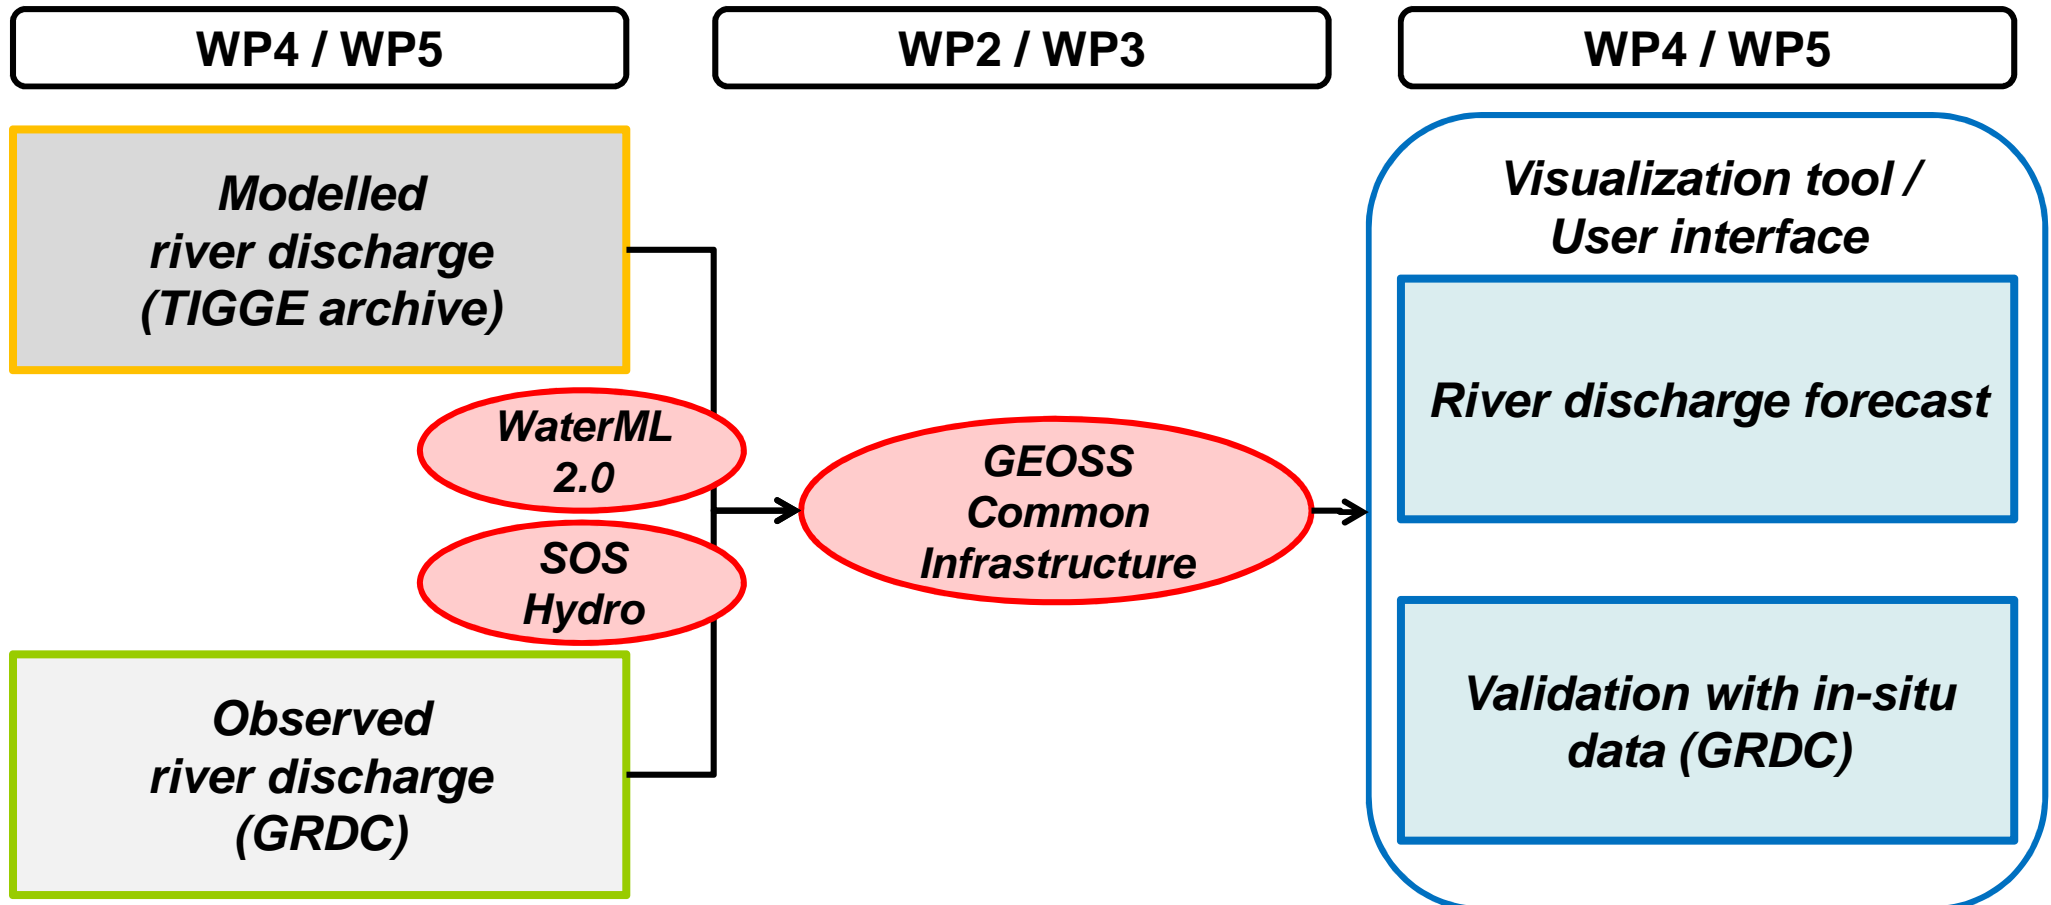 WP4 / WP5
WP2 / WP3
WP4 / WP5
Modelled
river discharge
(TIGGE archive)
WaterML
2.0
SOS
Hydro
Observed
river discharge
(GRDC)
GEOSS
Common
Infrastructure
Visualization tool /
User interface
River discharge forecast
Validation with in-situ
data (GRDC)